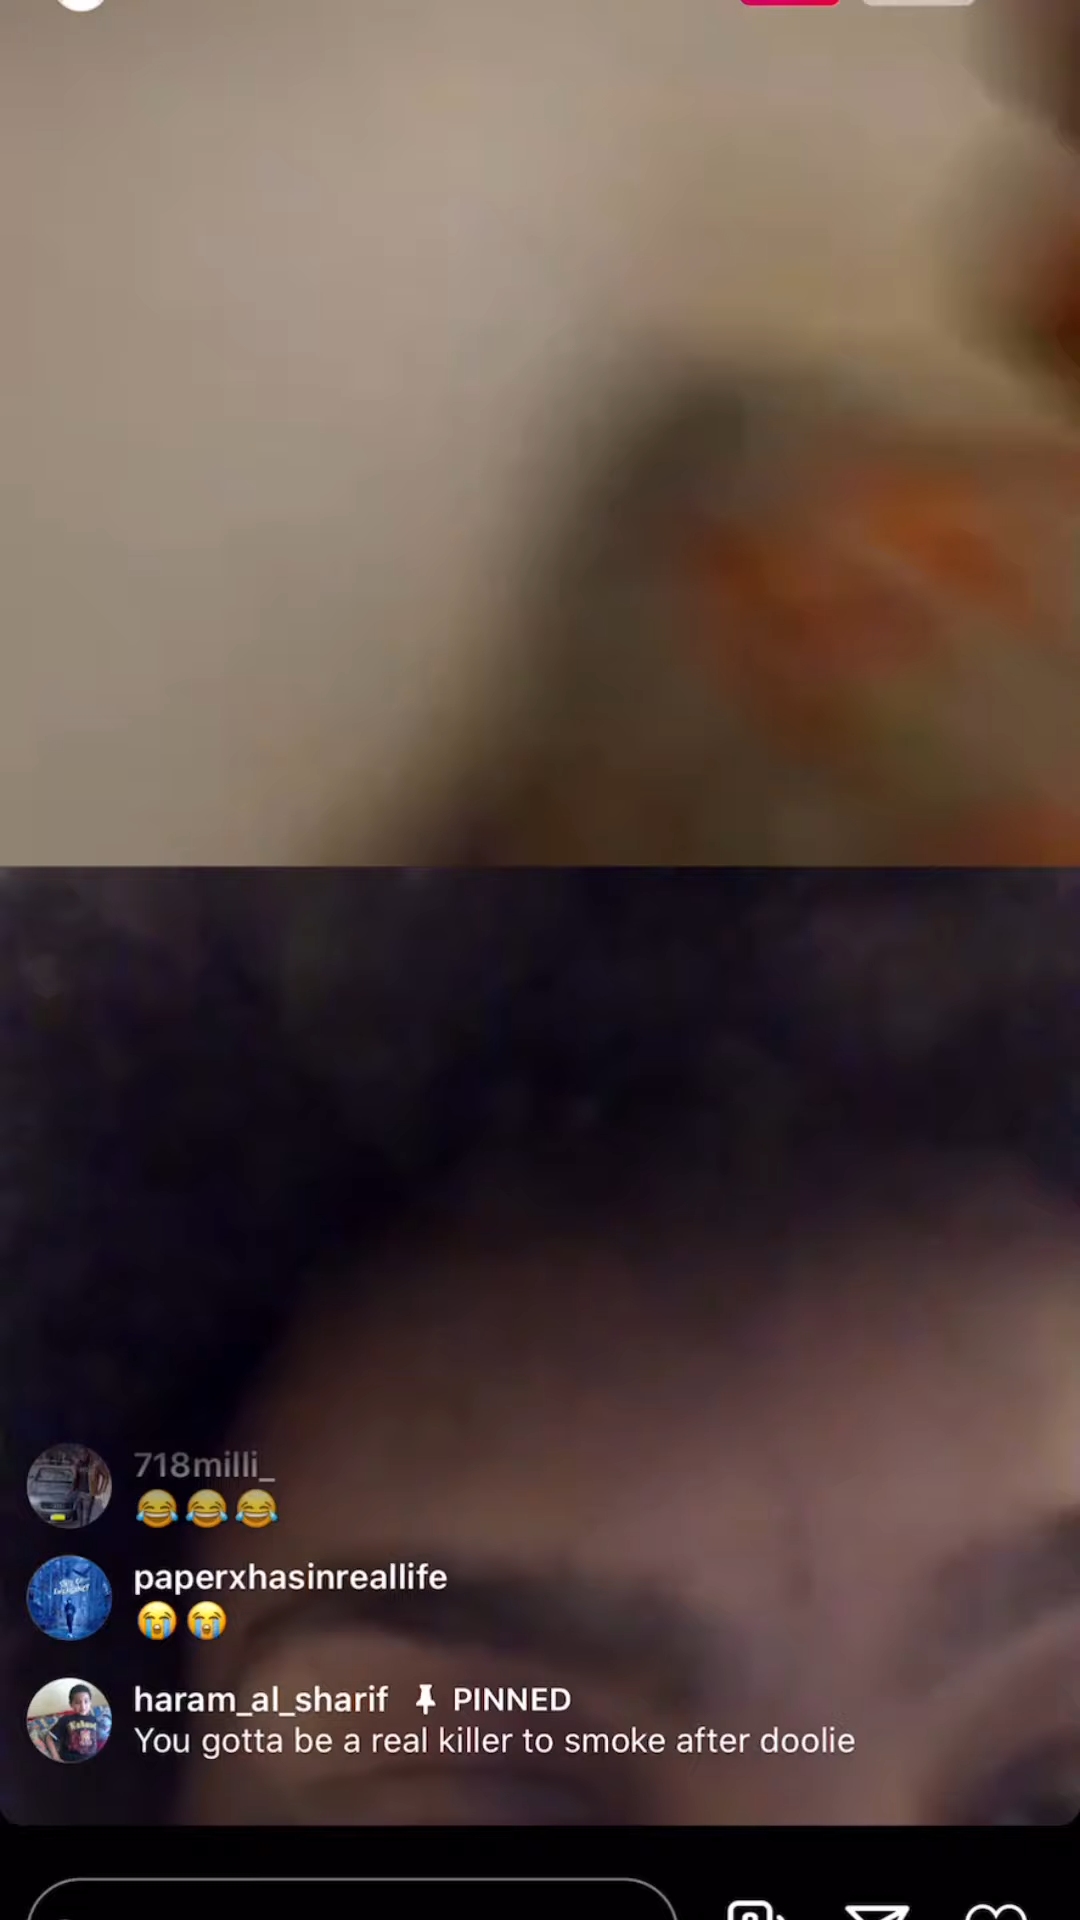 718milli_
😂😂😂
paperxhasinreallife
😭😭
haram_al_sharif PINNED
You gotta be a real killer to smoke after doolie